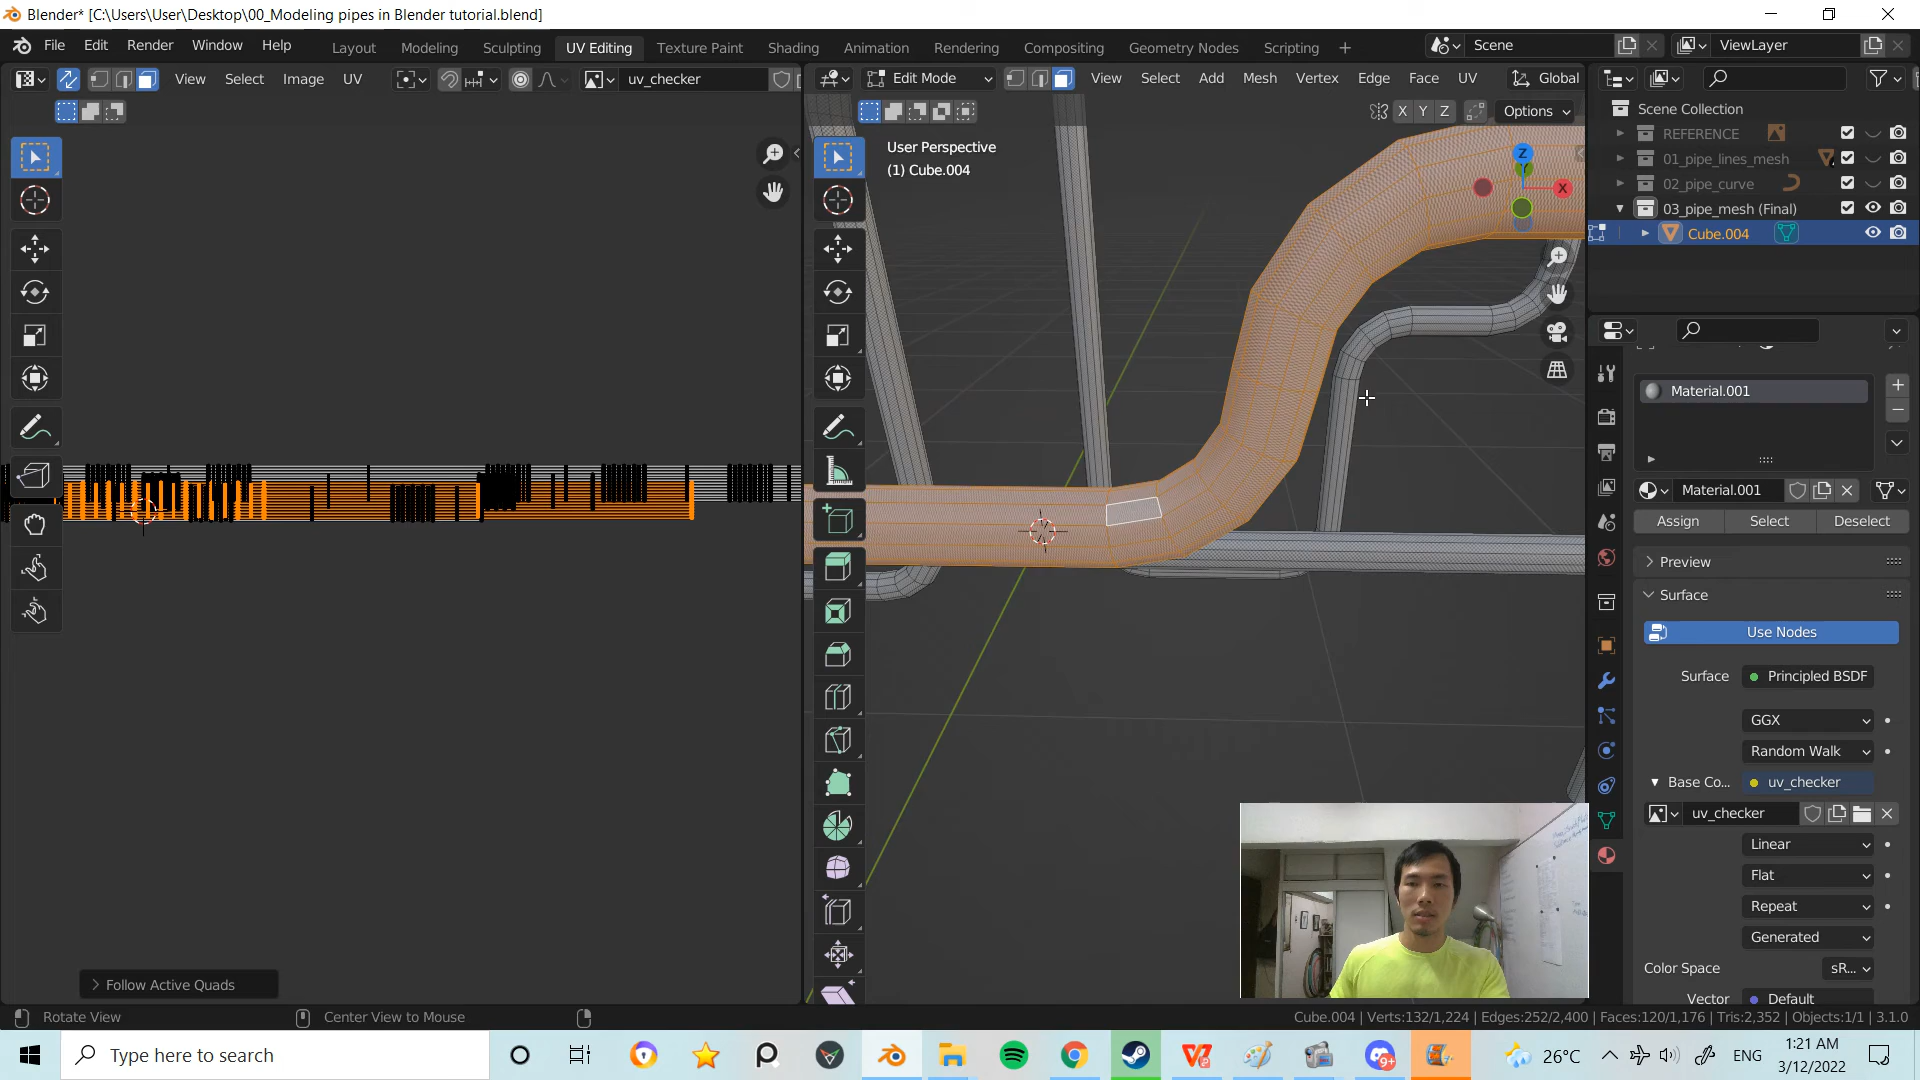 Blender* [C:\Users\User\Desktop\00_Modeling pipes in Blender tutorial.blend]
File Edit Render Window Help
Layout Modeling Sculpting UV Editing Texture Paint Shading Animation Rendering Compositing Geometry Nodes Scripting
Scene
ViewLayer
View Select Image UV
uv_checker
Edit Mode
View Select Add Mesh Vertex Edge Face UV
Global
X Y Z
Options
User Perspective
(1) Cube.004
Z
X
Scene Collection
REFERENCE
01_pipe_lines_mesh
02_pipe_curve
03_pipe_mesh (Final)
Cube.004
Material.001
Material.001
Assign Select Deselect
Preview
Surface
Use Nodes
Surface Principled BSDF
GGX
Random Walk
Base Co... uv_checker
uv_checker
Linear
Flat
Repeat
Generated
Color Space sR...
Vector Default
Follow Active Quads
Rotate View
Center View to Mouse
Cube.004 | Verts:132/1,224 | Edges:252/2,400 | Faces:120/1,176 | Tris:2,352 | Objects:1/1 | 3.1.0
Type here to search
9+
26°C
ENG
1:21 AM
3/12/2022